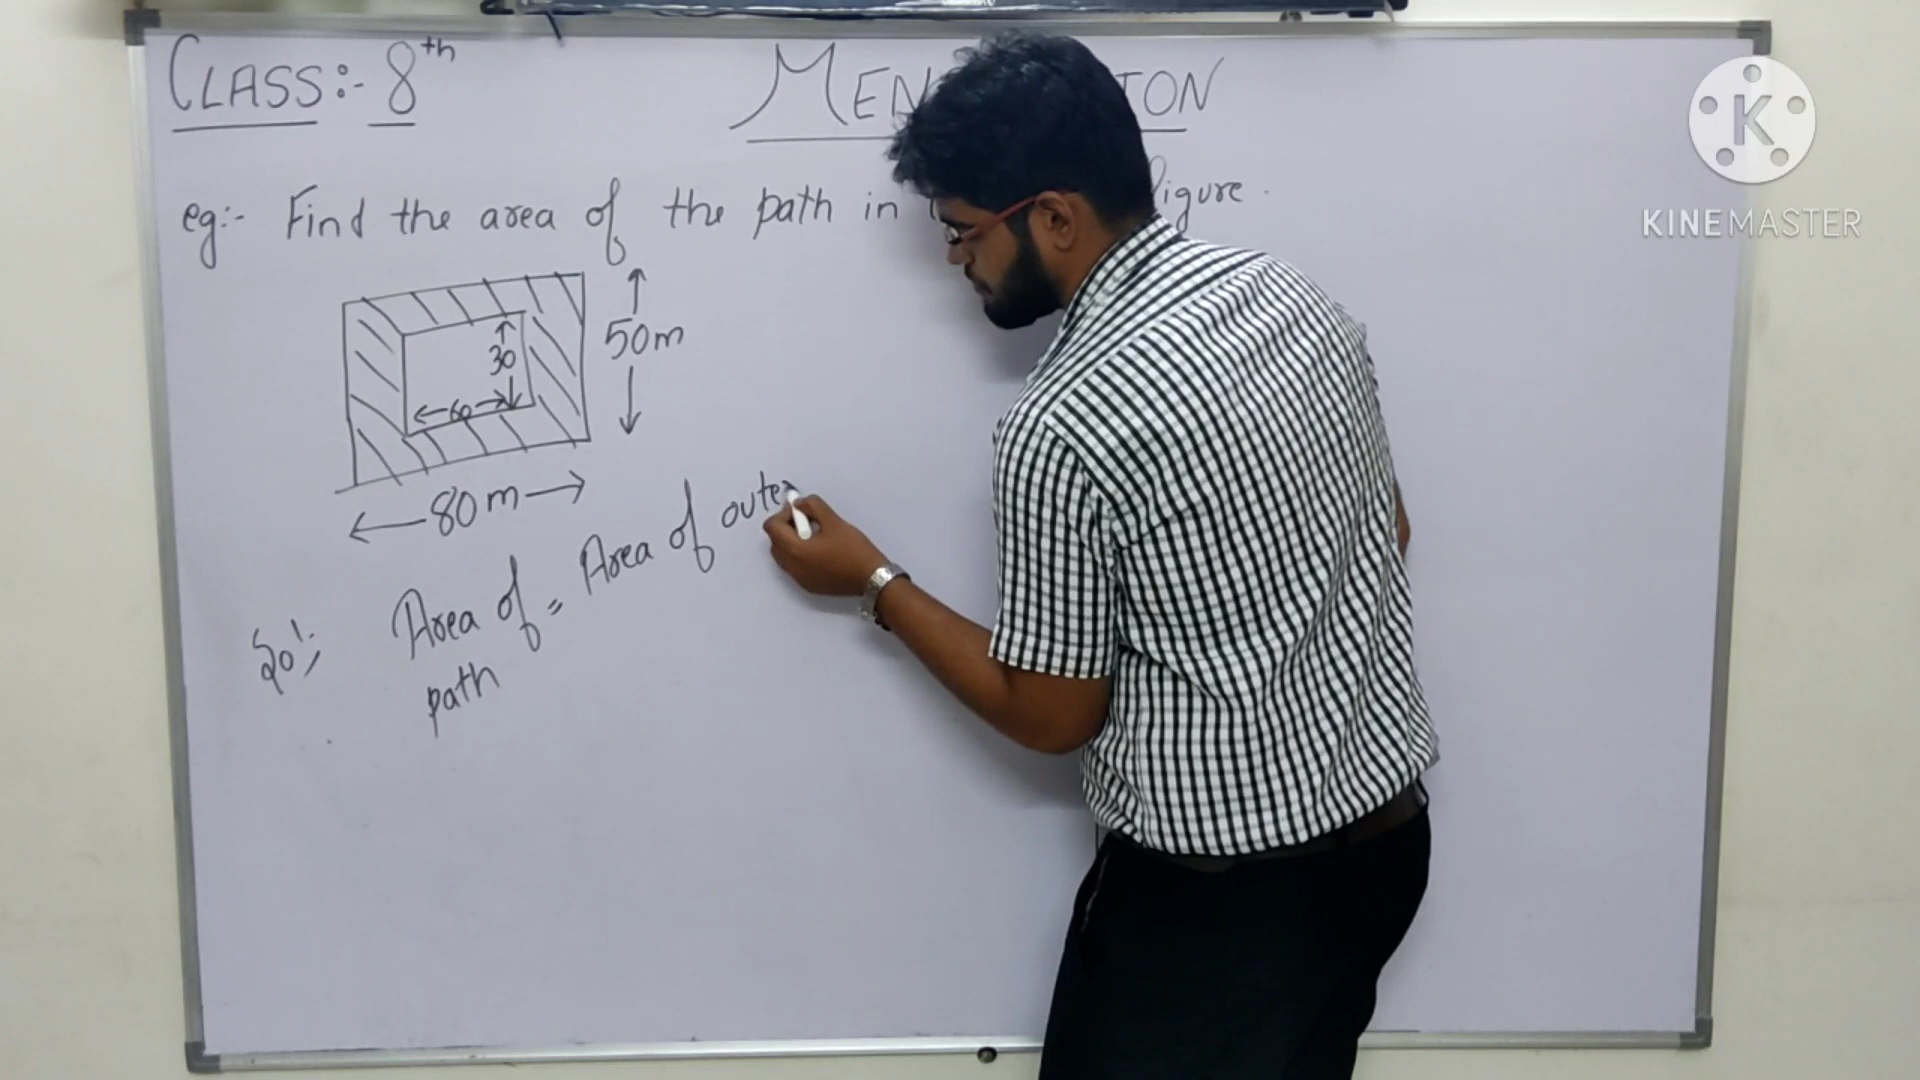 CLASS:- 8th
MEN TION
eg:- Find the area of the path in figure.
50m
30
60
80m
Sol:
Area of = Area of outer
path
K
KINEMASTER